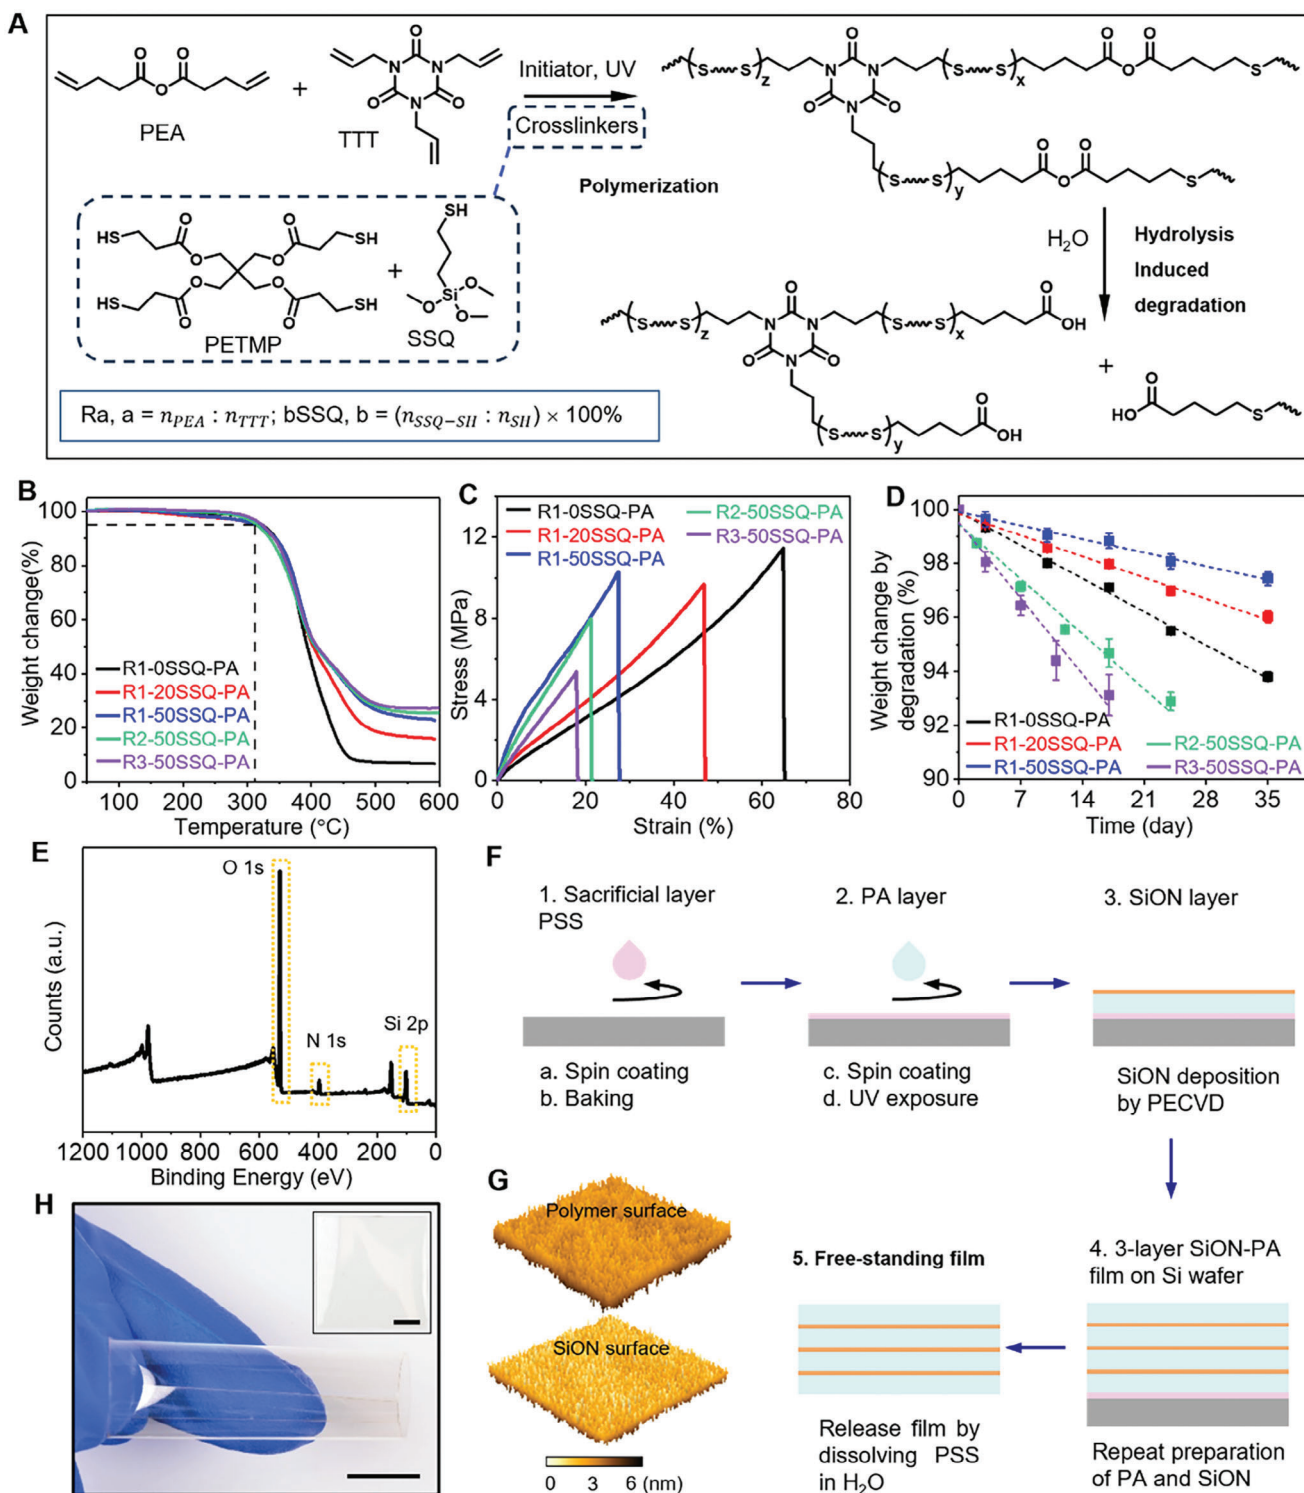 A
PEA
+
TTT
Initiator, UV
Crosslinkers
Polymerization
PETMP
+
SSQ
H₂O
Hydrolysis
Induced
degradation
+
Ra, a = n_PEA : n_TTT; bSSQ, b = (n_SSQ−SH : n_SH) × 100%
B
Weight change(%)
100
80
60
40
20
0
R1-0SSQ-PA
R1-20SSQ-PA
R1-50SSQ-PA
R2-50SSQ-PA
R3-50SSQ-PA
100 200 300 400 500 600
Temperature (°C)
C
Stress (MPa)
12
8
4
0
R1-0SSQ-PA
R1-20SSQ-PA
R1-50SSQ-PA
R2-50SSQ-PA
R3-50SSQ-PA
0 20 40 60 80
Strain (%)
D
Weight change by
degradation (%)
100
98
96
94
92
90
R1-0SSQ-PA
R1-20SSQ-PA
R1-50SSQ-PA
R2-50SSQ-PA
R3-50SSQ-PA
0 7 14 21 28 35
Time (day)
E
Counts (a.u.)
O 1s
N 1s
Si 2p
1200 1000 800 600 400 200 0
Binding Energy (eV)
F
1. Sacrificial layer
PSS
a. Spin coating
b. Baking
2. PA layer
c. Spin coating
d. UV exposure
3. SiON layer
SiON deposition
by PECVD
4. 3-layer SiON-PA
film on Si wafer
Repeat preparation
of PA and SiON
5. Free-standing film
Release film by
dissolving PSS
in H₂O
G
Polymer surface
SiON surface
0 3 6 (nm)
H